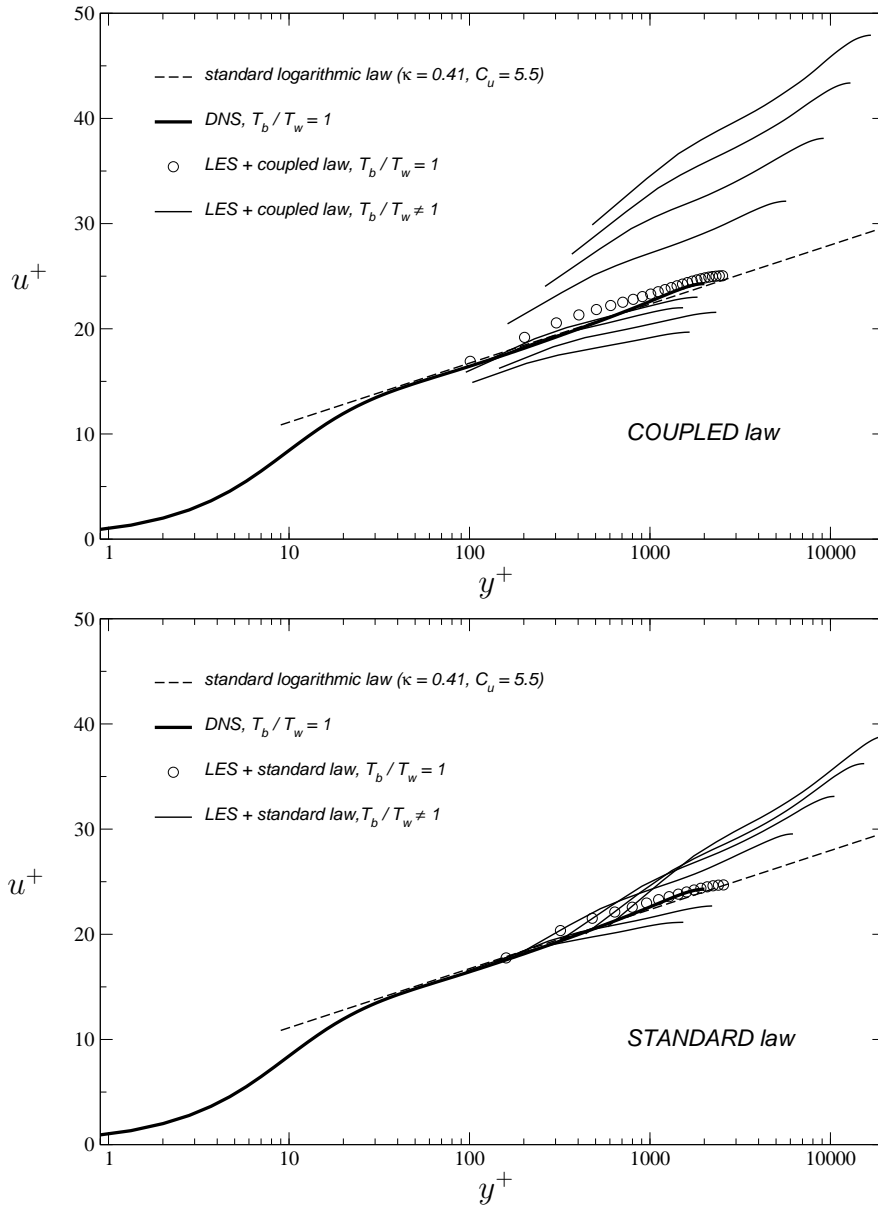 50
40
30
20
10
0
u⁺
standard logarithmic law (κ = 0.41, C_u = 5.5)
DNS, T_b / T_w = 1
LES + coupled law, T_b / T_w = 1
LES + coupled law, T_b / T_w ≠ 1
COUPLED law
1 10 100 1000 10000
y⁺
50
40
30
20
10
0
u⁺
standard logarithmic law (κ = 0.41, C_u = 5.5)
DNS, T_b / T_w = 1
LES + standard law, T_b / T_w = 1
LES + standard law,T_b / T_w ≠ 1
STANDARD law
1 10 100 1000 10000
y⁺